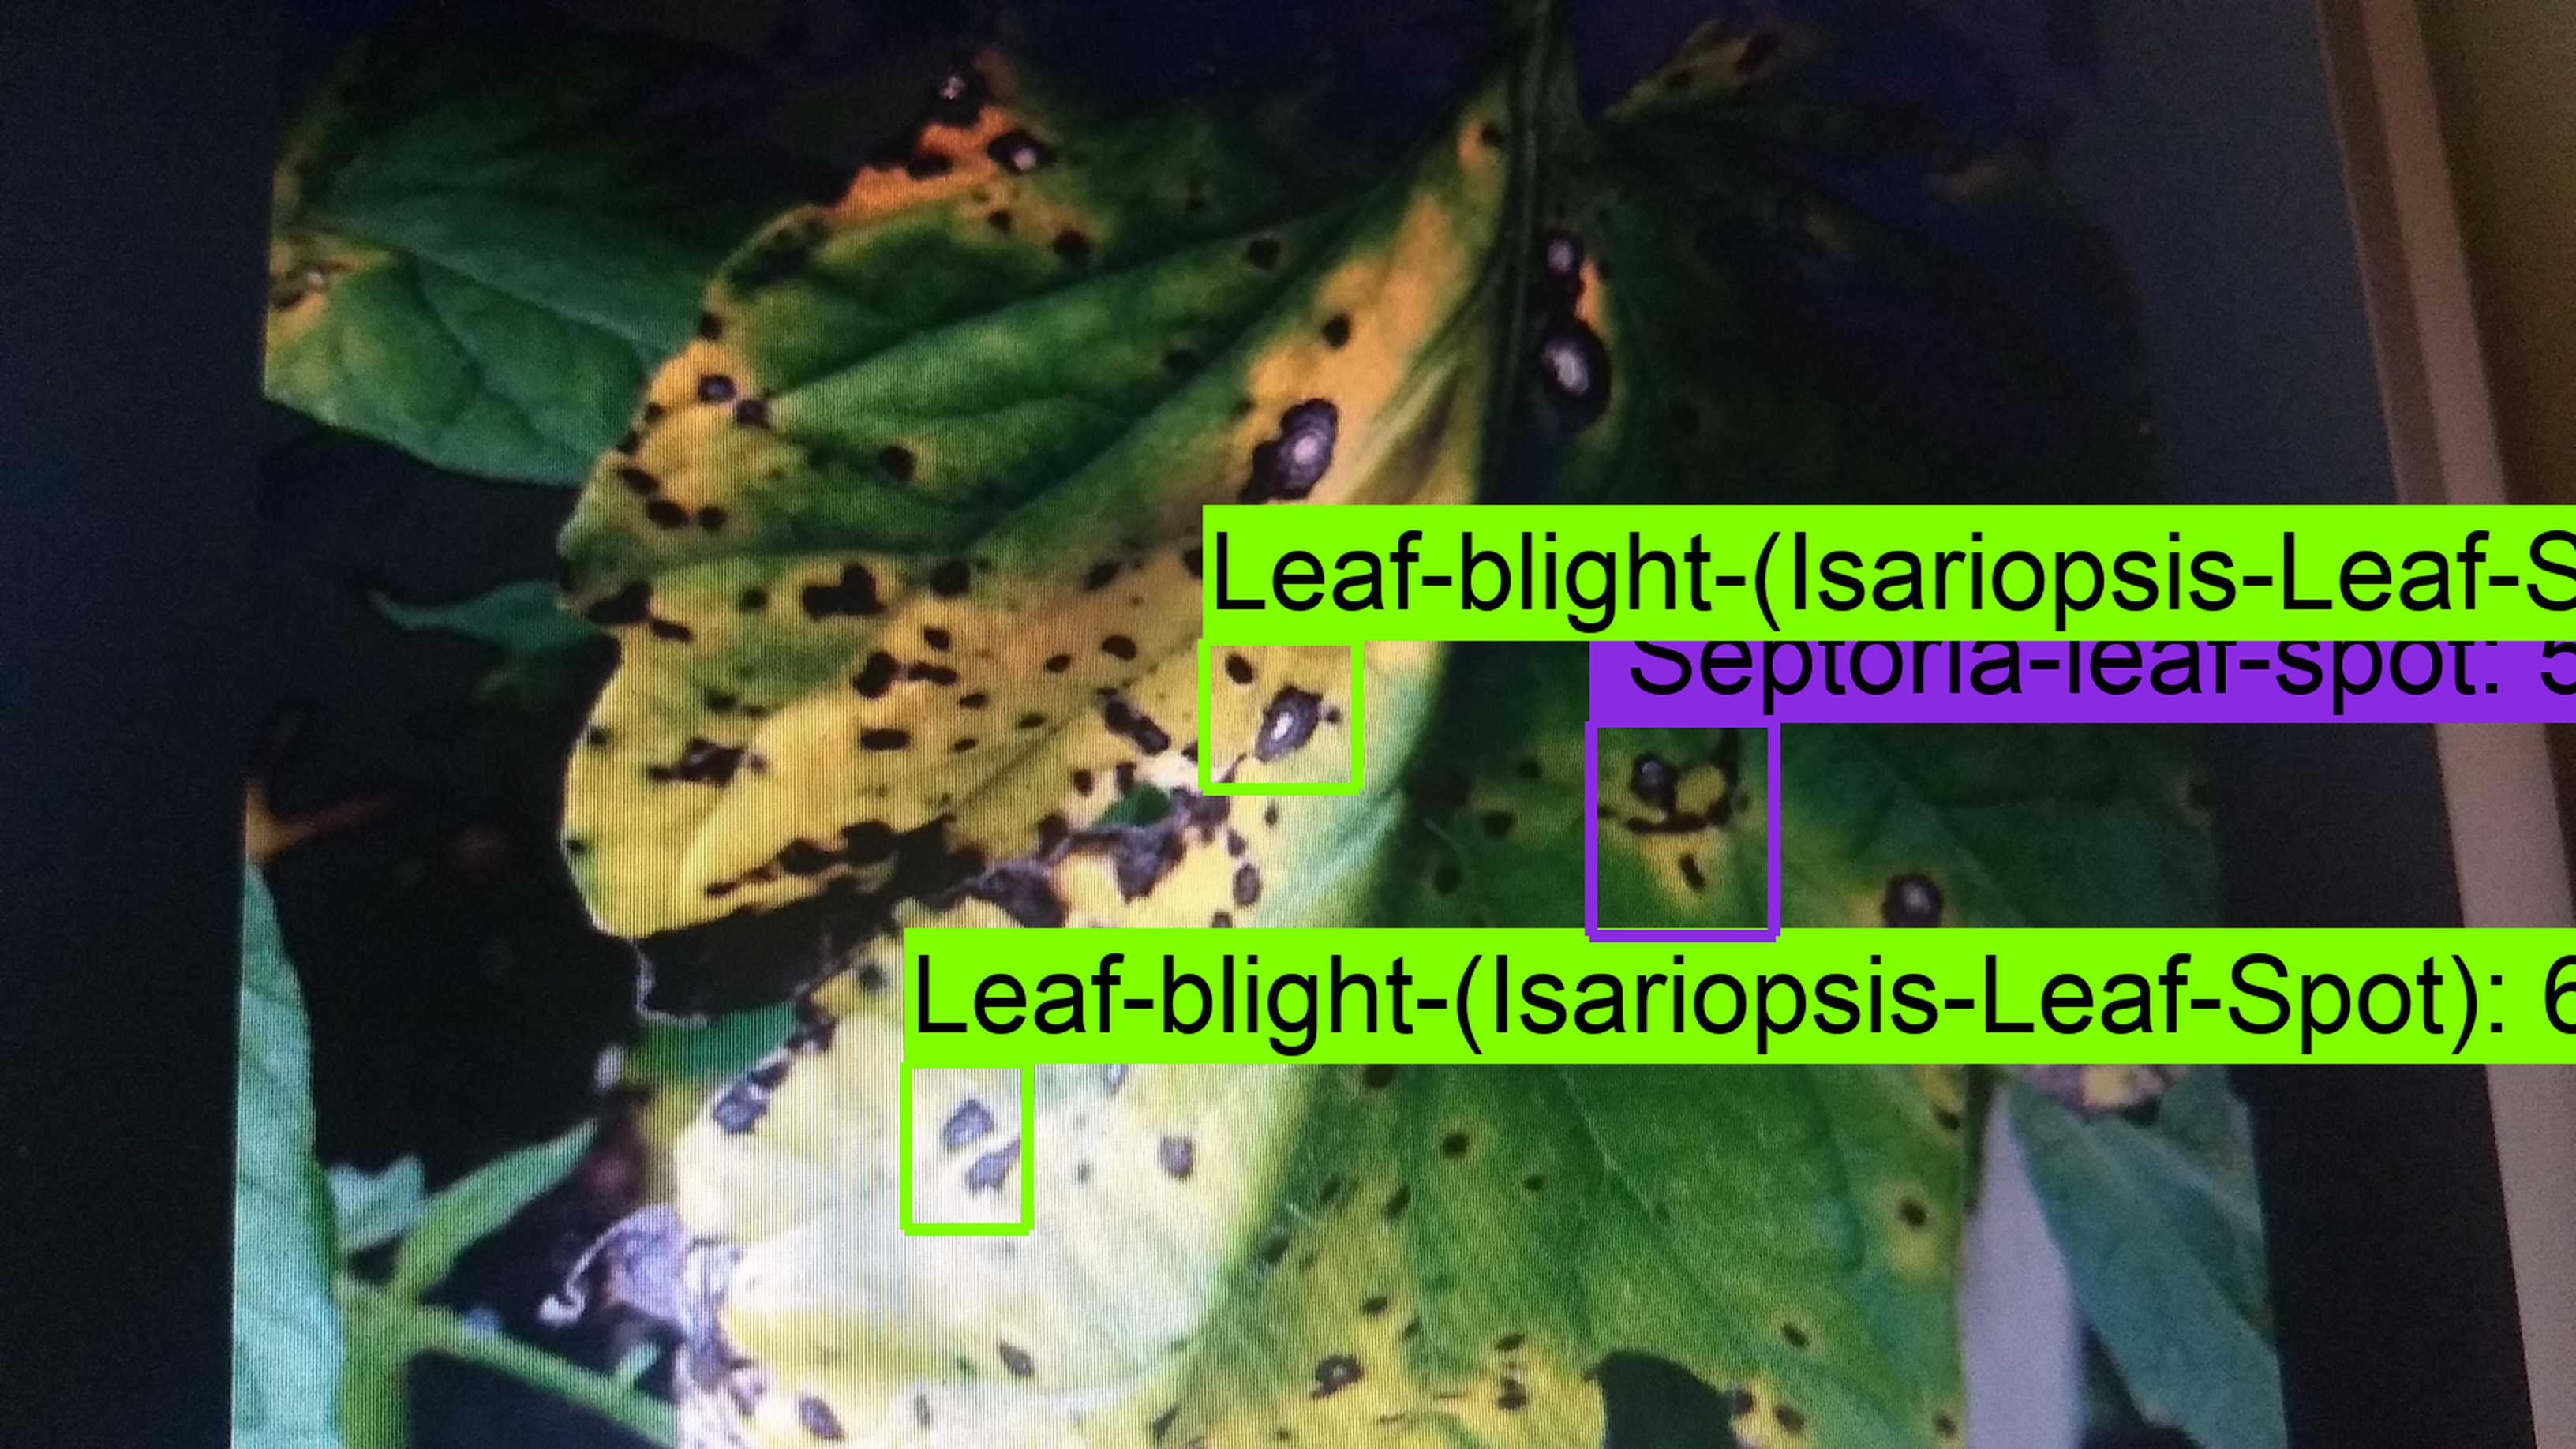 Leaf-blight-(Isariopsis-Leaf-S
Septoria-leaf-spot: 5
Leaf-blight-(Isariopsis-Leaf-Spot): 6